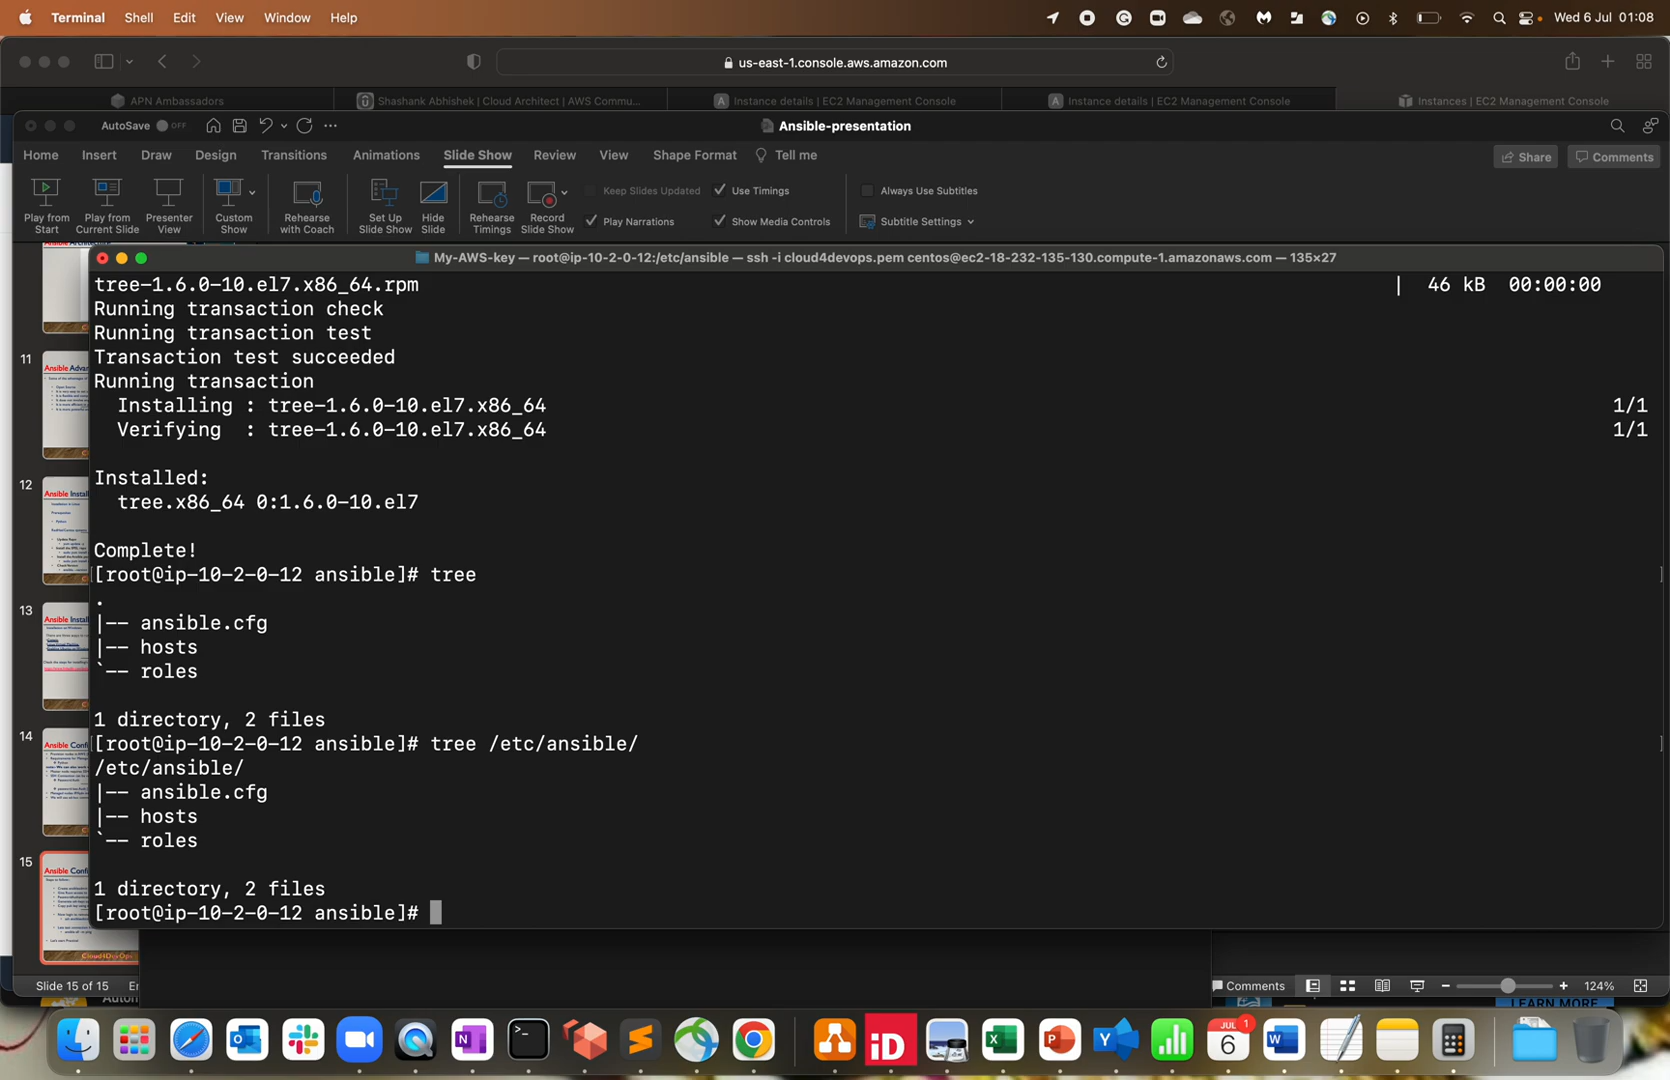 Terminal Shell Edit View Window Help Wed 6 Jul 01:08
us-east-1.console.aws.amazon.com
APN Ambassadors
Shashank Abhishek | Cloud Architect | AWS Commu...
Instance details | EC2 Management Console
Instance details | EC2 Management Console
Instances | EC2 Management Console
AutoSave OFF
Ansible-presentation
Home Insert Draw Design Transitions Animations Slide Show Review View Shape Format Tell me
Share Comments
Play from Start
Play from Current Slide
Presenter View
Custom Show
Rehearse with Coach
Set Up Slide Show
Hide Slide
Rehearse Timings
Record Slide Show
Keep Slides Updated
Use Timings
Play Narrations
Show Media Controls
Always Use Subtitles
Subtitle Settings
My-AWS-key — root@ip-10-2-0-12:/etc/ansible — ssh -i cloud4devops.pem centos@ec2-18-232-135-130.compute-1.amazonaws.com — 135×27
tree-1.6.0-10.el7.x86_64.rpm | 46 kB 00:00:00
Running transaction check
Running transaction test
Transaction test succeeded
Running transaction
Installing : tree-1.6.0-10.el7.x86_64 1/1
Verifying : tree-1.6.0-10.el7.x86_64 1/1
Installed:
tree.x86_64 0:1.6.0-10.el7
Complete!
[root@ip-10-2-0-12 ansible]# tree
.
|-- ansible.cfg
|-- hosts
`-- roles
1 directory, 2 files
[root@ip-10-2-0-12 ansible]# tree /etc/ansible/
/etc/ansible/
|-- ansible.cfg
|-- hosts
`-- roles
1 directory, 2 files
[root@ip-10-2-0-12 ansible]#
11
12
13
14
15
Slide 15 of 15
Comments
124%
LEARN MORE
JUL
6
1